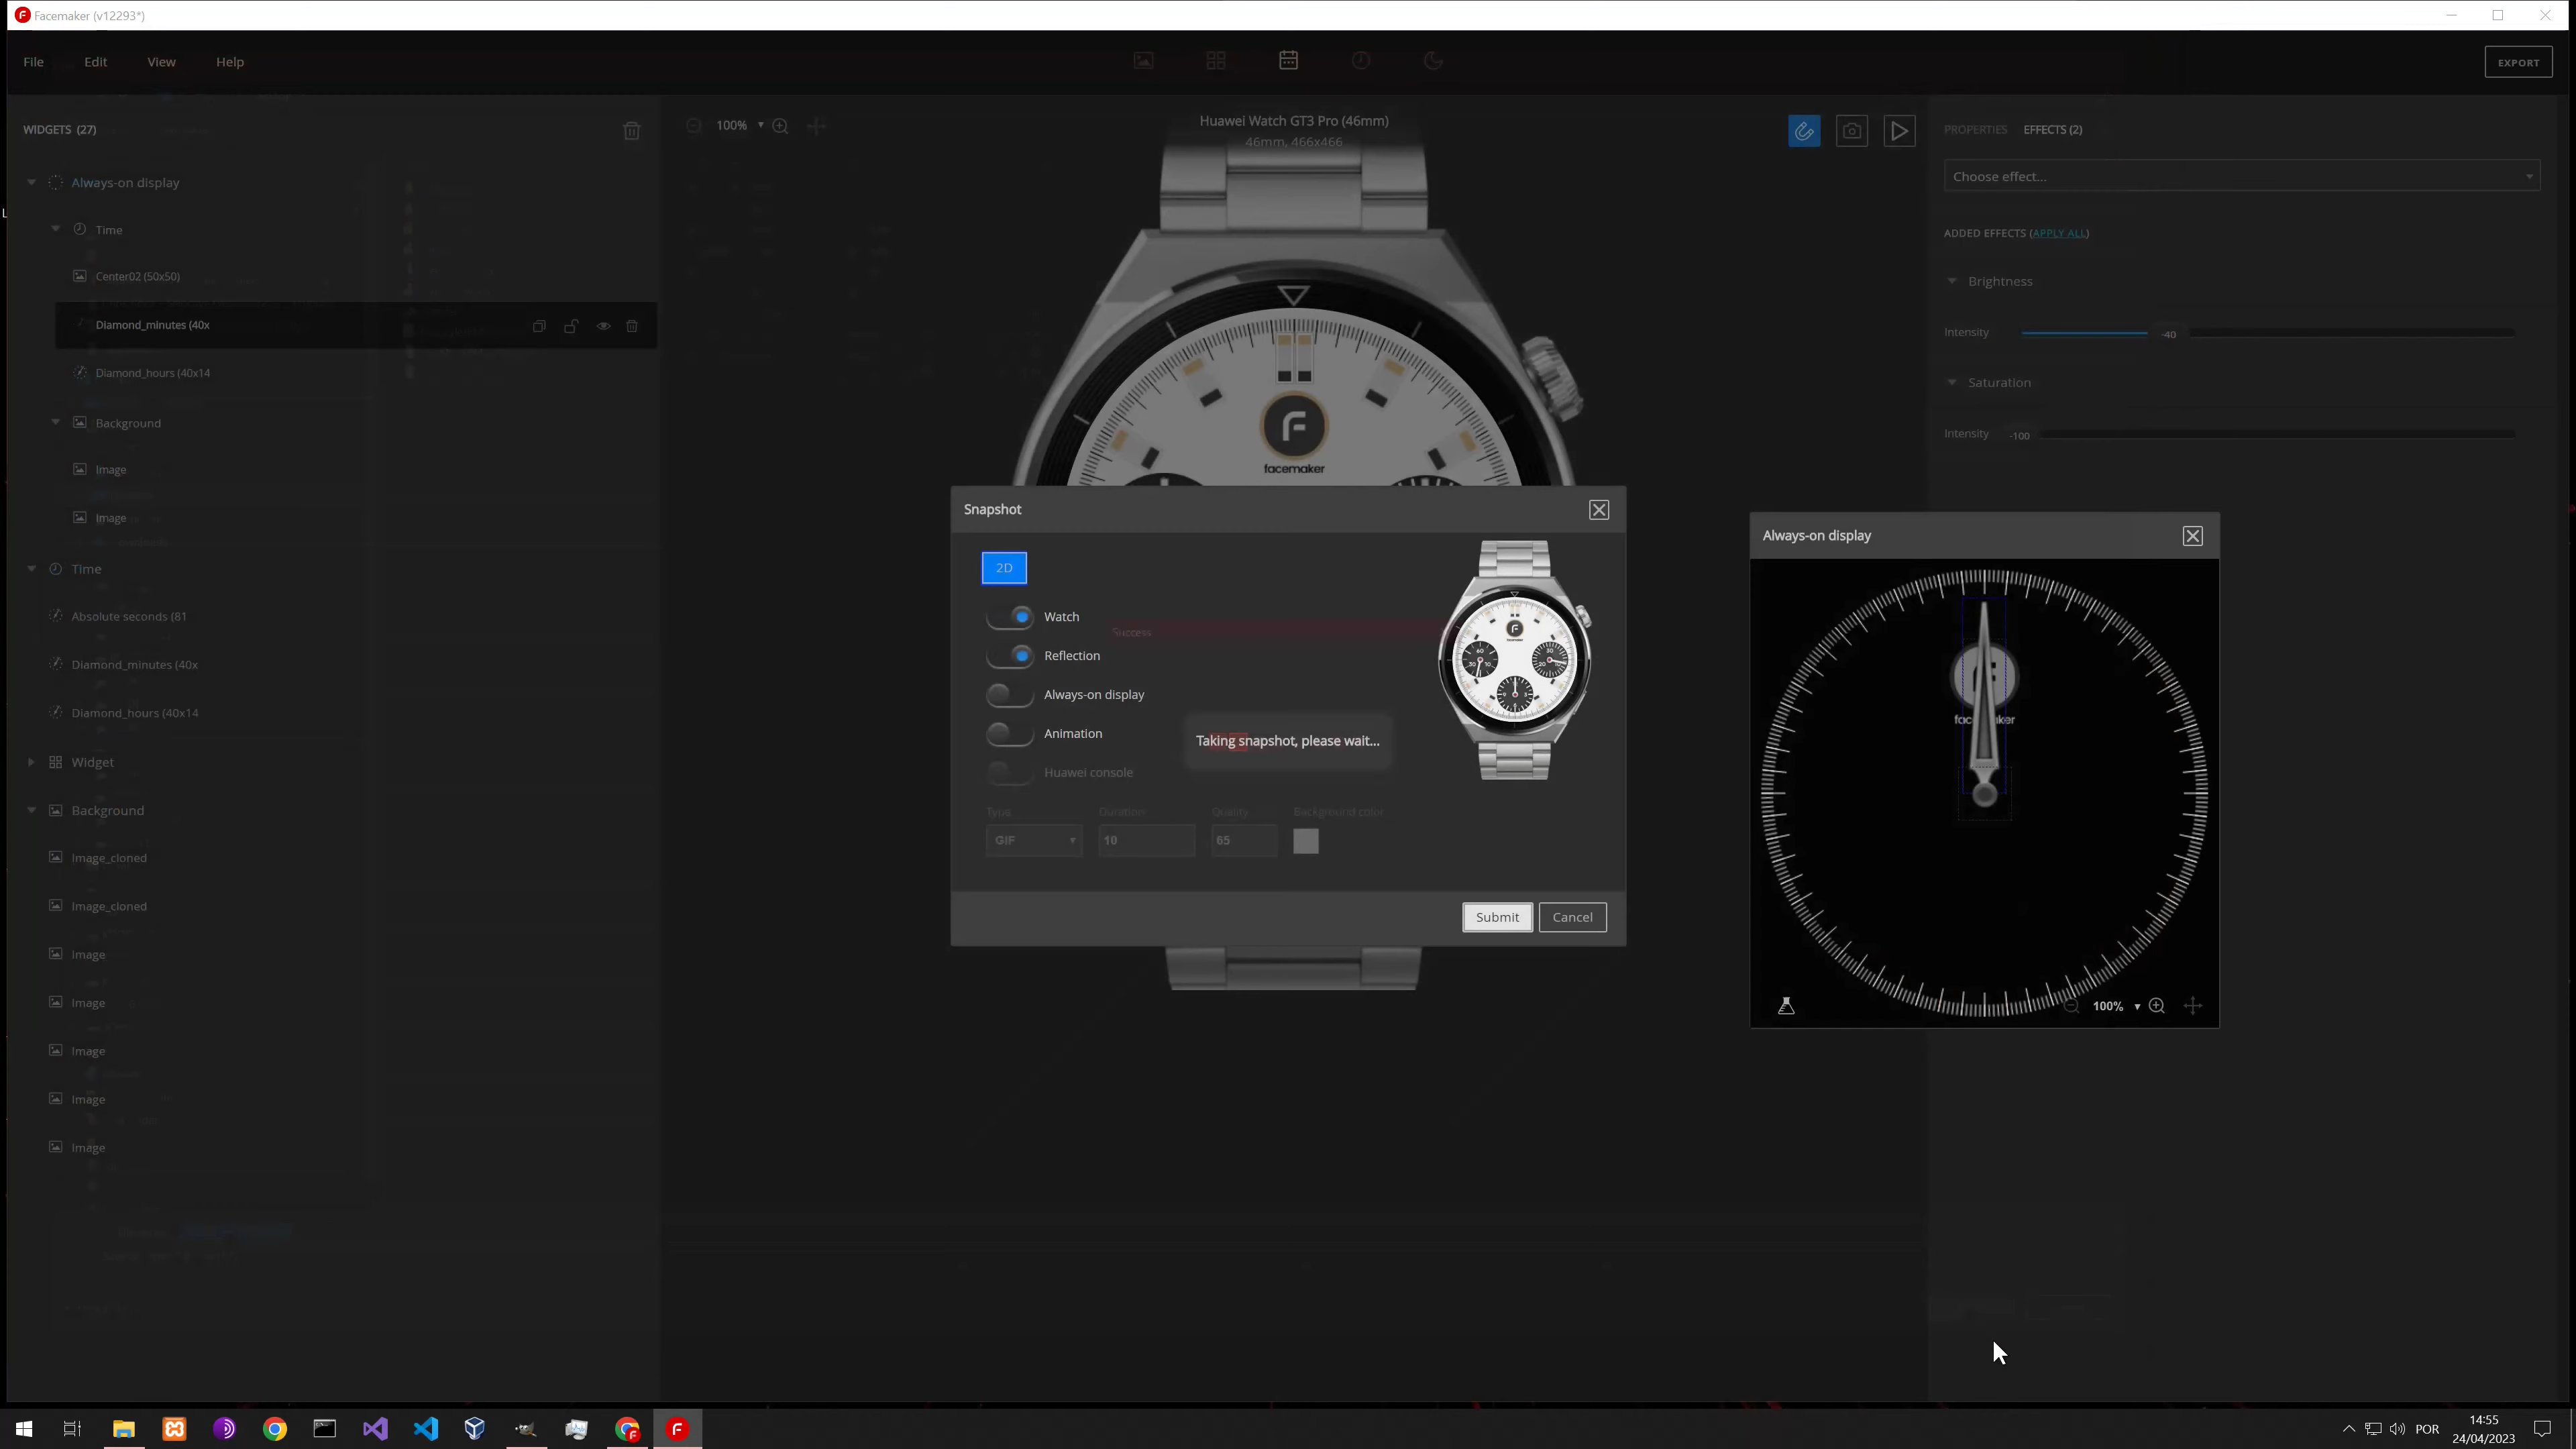 Facemaker (v12293*)
File Edit View Help
EXPORT
WIDGETS (27)
100%
Huawei Watch GT3 Pro (46mm)
46mm, 466x466
PROPERTIES EFFECTS (2)
Choose effect...
ADDED EFFECTS (APPLY ALL)
Brightness
Intensity -40
Saturation
Intensity -100
Always-on display
Time
Center02 (50x50)
Diamond_minutes (40x
Diamond_hours (40x14
Background
Image
Image
Time
Absolute seconds (81
Diamond_minutes (40x
Diamond_hours (40x14
Widget
Background
Image_cloned
Image_cloned
Image
Image
Image
Image
Image
facemaker
Snapshot
2D
Watch
Success
Reflection
Always-on display
Animation
Taking snapshot, please wait...
Huawei console
Type Duration Quality Background color
GIF 10 65
Submit Cancel
Always-on display
100%
POR
14:55
24/04/2023